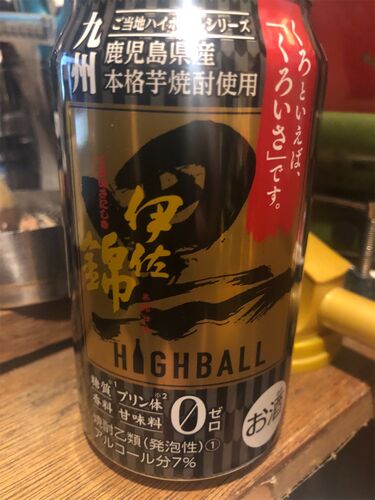 九州
ご当地ハイボールシリーズ
鹿児島県産
本格芋焼酎使用
くろといえば、
「くろいさ」です。
黒
伊佐
錦
HIGHBALL
糖質※1 プリン体※2
香料 甘味料
0ゼロ
焼酎乙類(発泡性)①
アルコール分7%
お酒